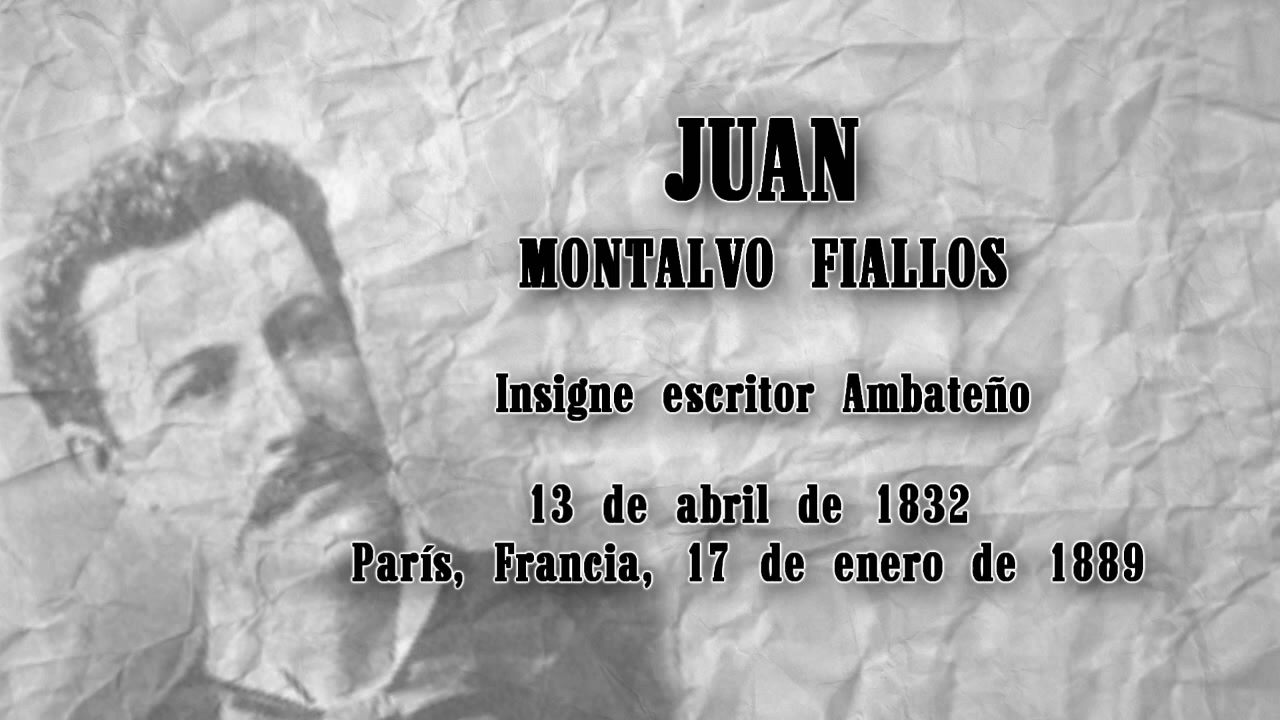 JUAN
MONTALVO FIALLOS
Insigne escritor Ambateño
13 de abril de 1832
París, Francia, 17 de enero de 1889